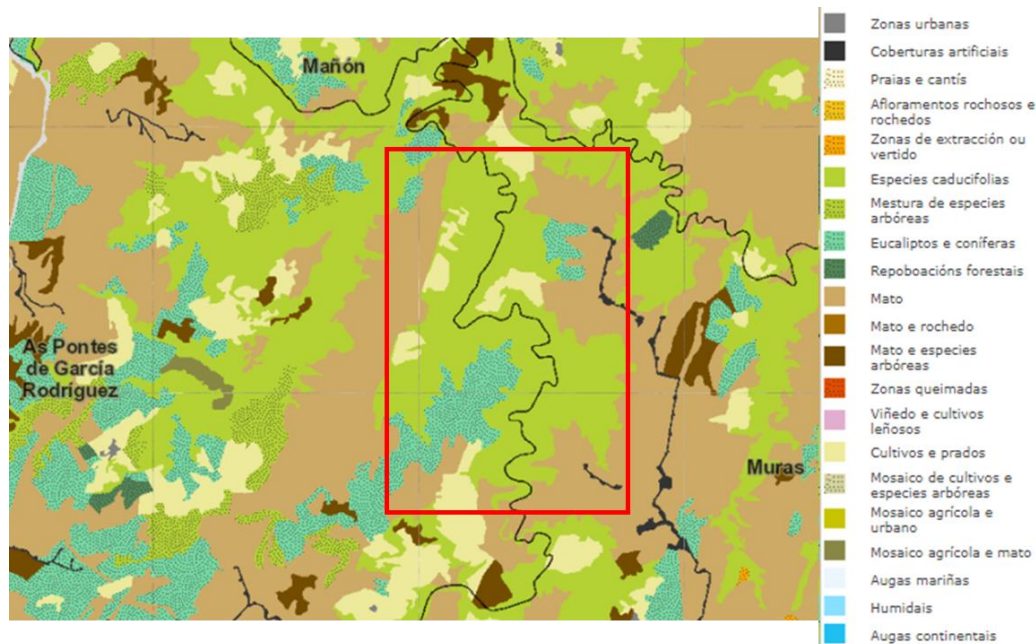 Mañón
As Pontes
de García
Rodríguez
Muras
Zonas urbanas
Coberturas artificiais
Praias e cantís
Afloramentos rochosos e
rochedos
Zonas de extracción ou
vertido
Especies caducifolias
Mestura de especies
arbóreas
Eucaliptos e coníferas
Repoboacións forestais
Mato
Mato e rochedo
Mato e especies
arbóreas
Zonas queimadas
Viñedo e cultivos
leñosos
Cultivos e prados
Mosaico de cultivos e
especies arbóreas
Mosaico agrícola e
urbano
Mosaico agrícola e mato
Augas mariñas
Humidais
Augas continentais